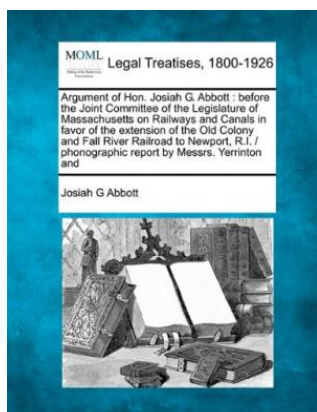 MOML Legal Treatises, 1800-1926
Argument of Hon. Josiah G. Abbott : before
the Joint Committee of the Legislature of
Massachusetts on Railways and Canals in
favor of the extension of the Old Colony
and Fall River Railroad to Newport, R.I. /
phonographic report by Messrs. Yerrinton
and
Josiah G Abbott